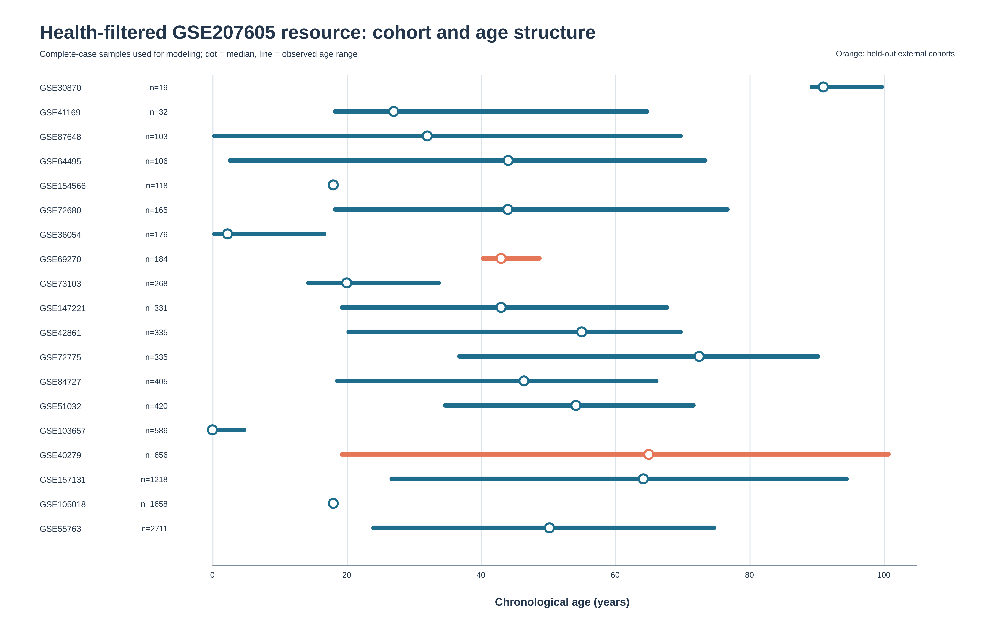 Health-filtered GSE207605 resource: cohort and age structure
Complete-case samples used for modeling; dot = median, line = observed age range
Orange: held-out external cohorts
GSE30870 n=19
GSE41169 n=32
GSE87648 n=103
GSE64495 n=106
GSE154566 n=118
GSE72680 n=165
GSE36054 n=176
GSE69270 n=184
GSE73103 n=268
GSE147221 n=331
GSE42861 n=335
GSE72775 n=335
GSE84727 n=405
GSE51032 n=420
GSE103657 n=586
GSE40279 n=656
GSE157131 n=1218
GSE105018 n=1658
GSE55763 n=2711
0 20 40 60 80 100
Chronological age (years)